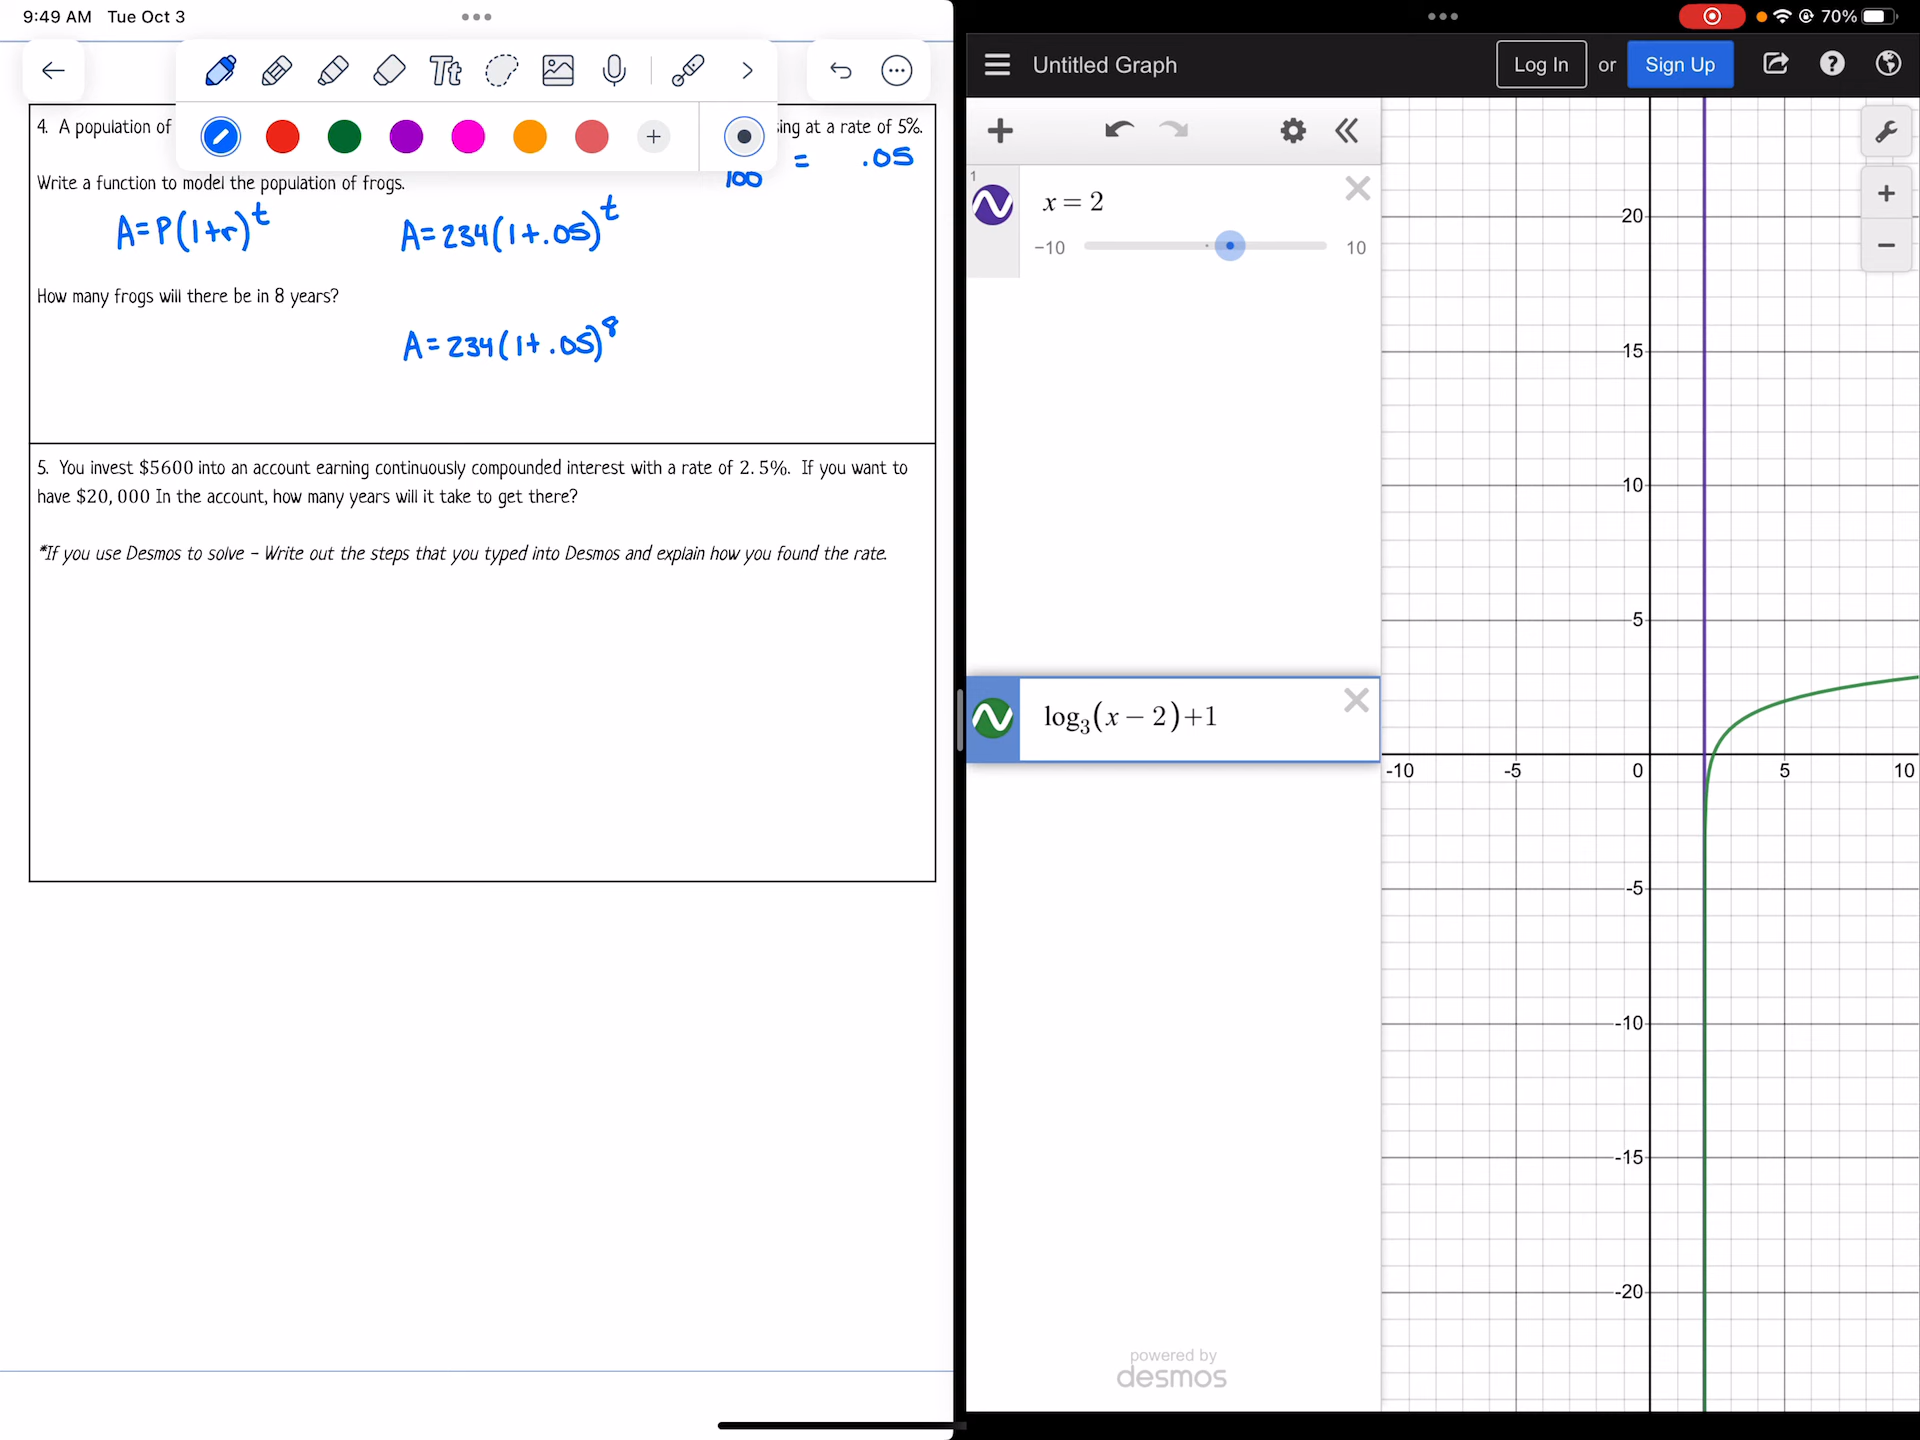 9:49 AM Tue Oct 3
4. A population of
ing at a rate of 5%.
100 = .05
Write a function to model the population of frogs.
A=P(1+r)^t A=234(1+.05)^t
How many frogs will there be in 8 years?
A=234(1+.05)^8
5. You invest $5600 into an account earning continuously compounded interest with a rate of 2.5%. If you want to
have $20,000 In the account, how many years will it take to get there?
*If you use Desmos to solve - Write out the steps that you typed into Desmos and explain how you found the rate.
70%
Untitled Graph
Log In or Sign Up
1
x = 2
-10 10
log₃(x − 2)+1
powered by
desmos
20
15
10
5
-10 -5 0 5 10
-5
-10
-15
-20
Tt